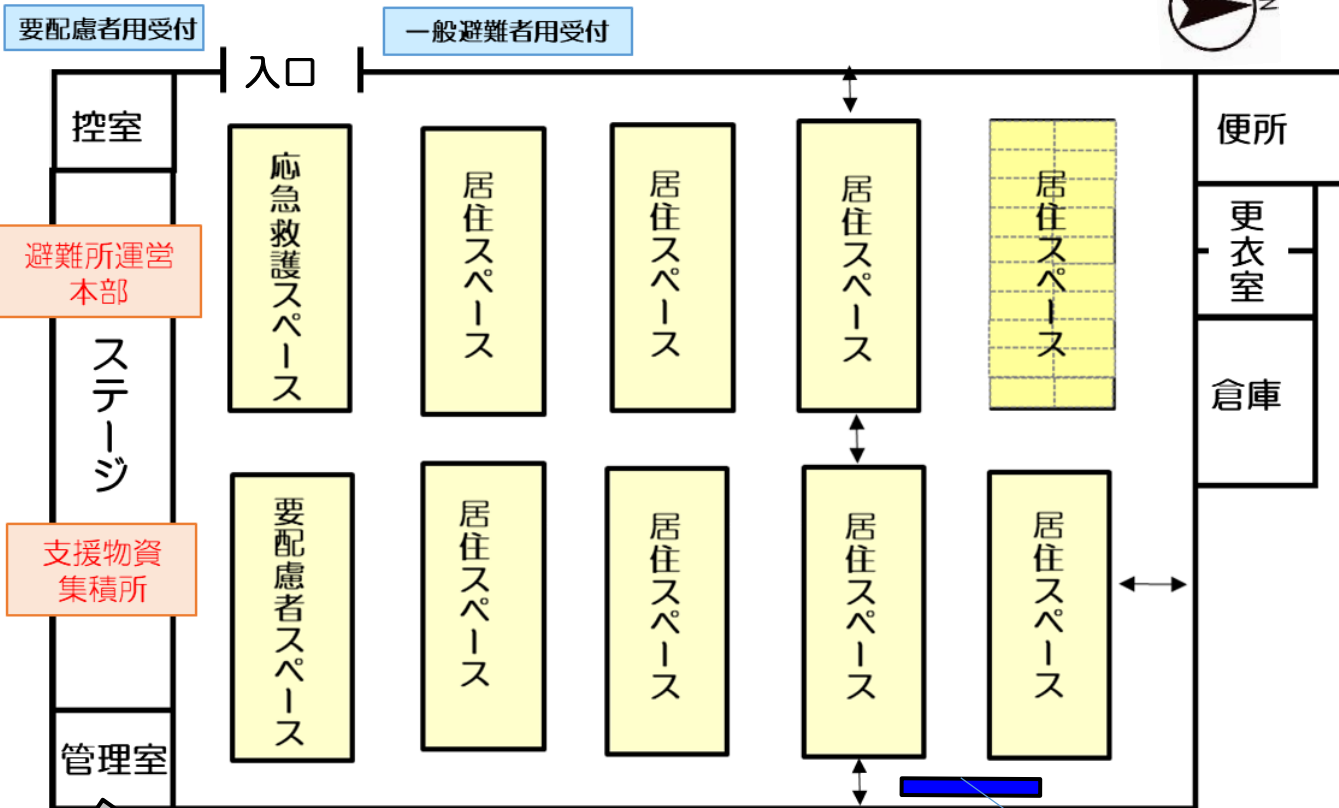 要配慮者用受付
一般避難者用受付
N
入口
控室
便所
応急救護スペース
居住スペース
居住スペース
居住スペース
居住スペース
更衣室
避難所運営
本部
ステージ
倉庫
支援物資
集積所
要配慮者スペース
居住スペース
居住スペース
居住スペース
居住スペース
管理室